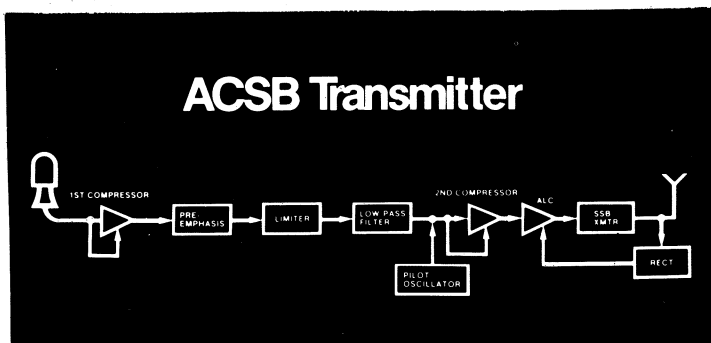 ACSB Transmitter
1ST COMPRESSOR
PRE-
EMPHASIS
LIMITER
LOW PASS
FILTER
PILOT
OSCILLATOR
2ND COMPRESSOR
ALC
SSB
XMTR
RECT